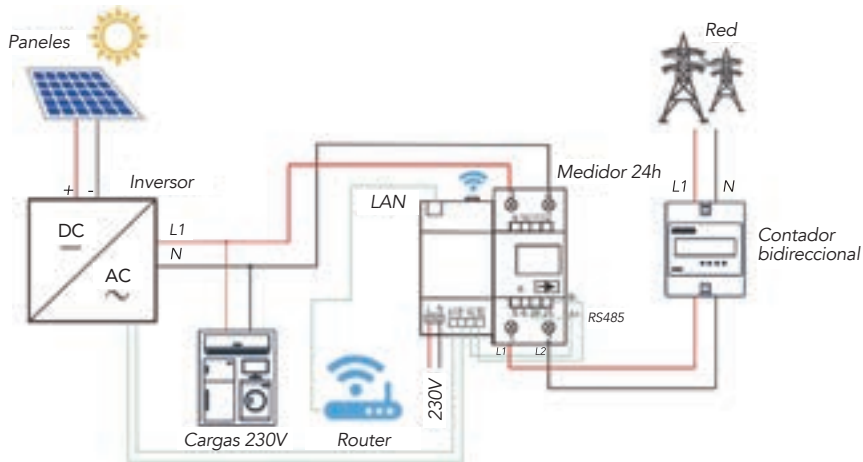 Paneles
Red
+ -
Inversor
Medidor 24h
LAN
L1 N
DC
L1
Contador
bidireccional
N
AC
RS485
L1 L2
230V
Cargas 230V
Router